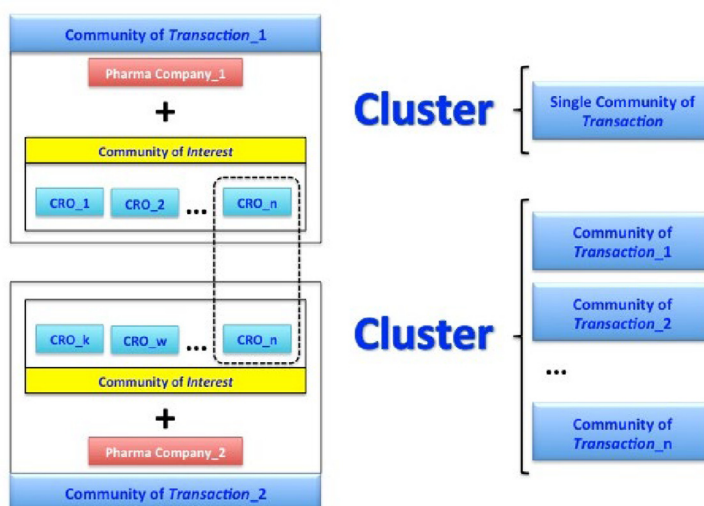 Community of Transaction_1
Pharma Company_1
+
Community of Interest
CRO_1 CRO_2 ... CRO_n
CRO_k CRO_w ... CRO_n
Community of Interest
+
Pharma Company_2
Community of Transaction_2
Cluster
Single Community of
Transaction
Cluster
Community of
Transaction_1
Community of
Transaction_2
...
Community of
Transaction_n